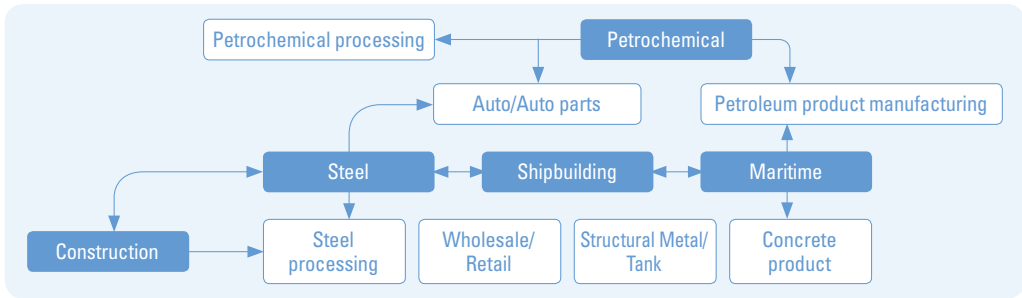 Petrochemical processing
Petrochemical
Auto/Auto parts
Petroleum product manufacturing
Steel
Shipbuilding
Maritime
Construction
Steel
processing
Wholesale/
Retail
Structural Metal/
Tank
Concrete
product